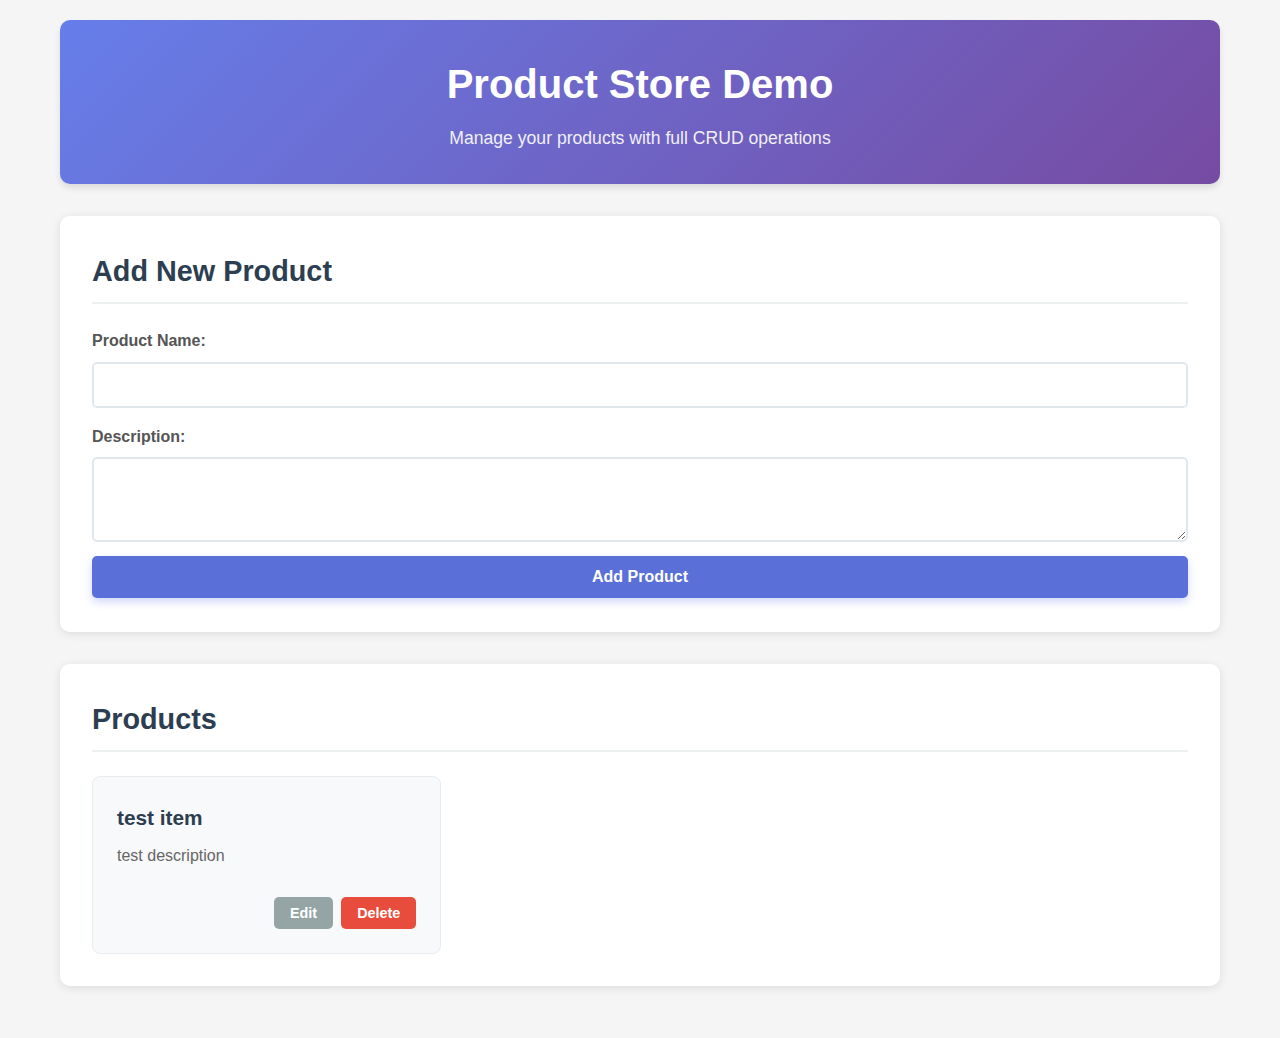 Product Store Demo
Manage your products with full CRUD operations
Add New Product
Product Name:
Description:
Add Product
Products
test item
test description
Edit Delete